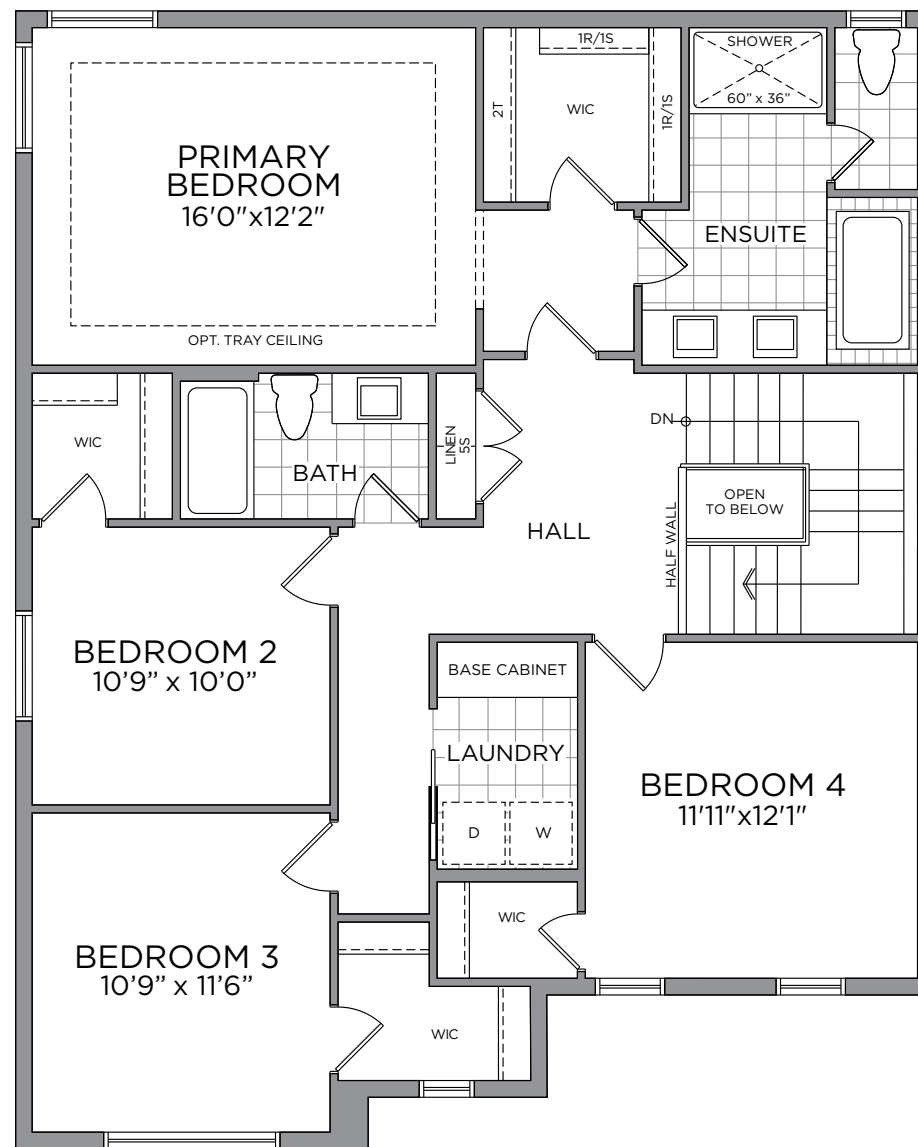 PRIMARY
BEDROOM
16'0"x12'2"
OPT. TRAY CEILING
2T
1R/1S
WIC
1R/1S
SHOWER
60” x 36”
ENSUITE
WIC
BATH
LINEN
5S
HALL
DN
OPEN
TO BELOW
HALF WALL
BEDROOM 2
10’9” x 10’0”
BASE CABINET
LAUNDRY
D
W
BEDROOM 4
11'11"x12'1"
WIC
BEDROOM 3
10’9” x 11’6”
WIC